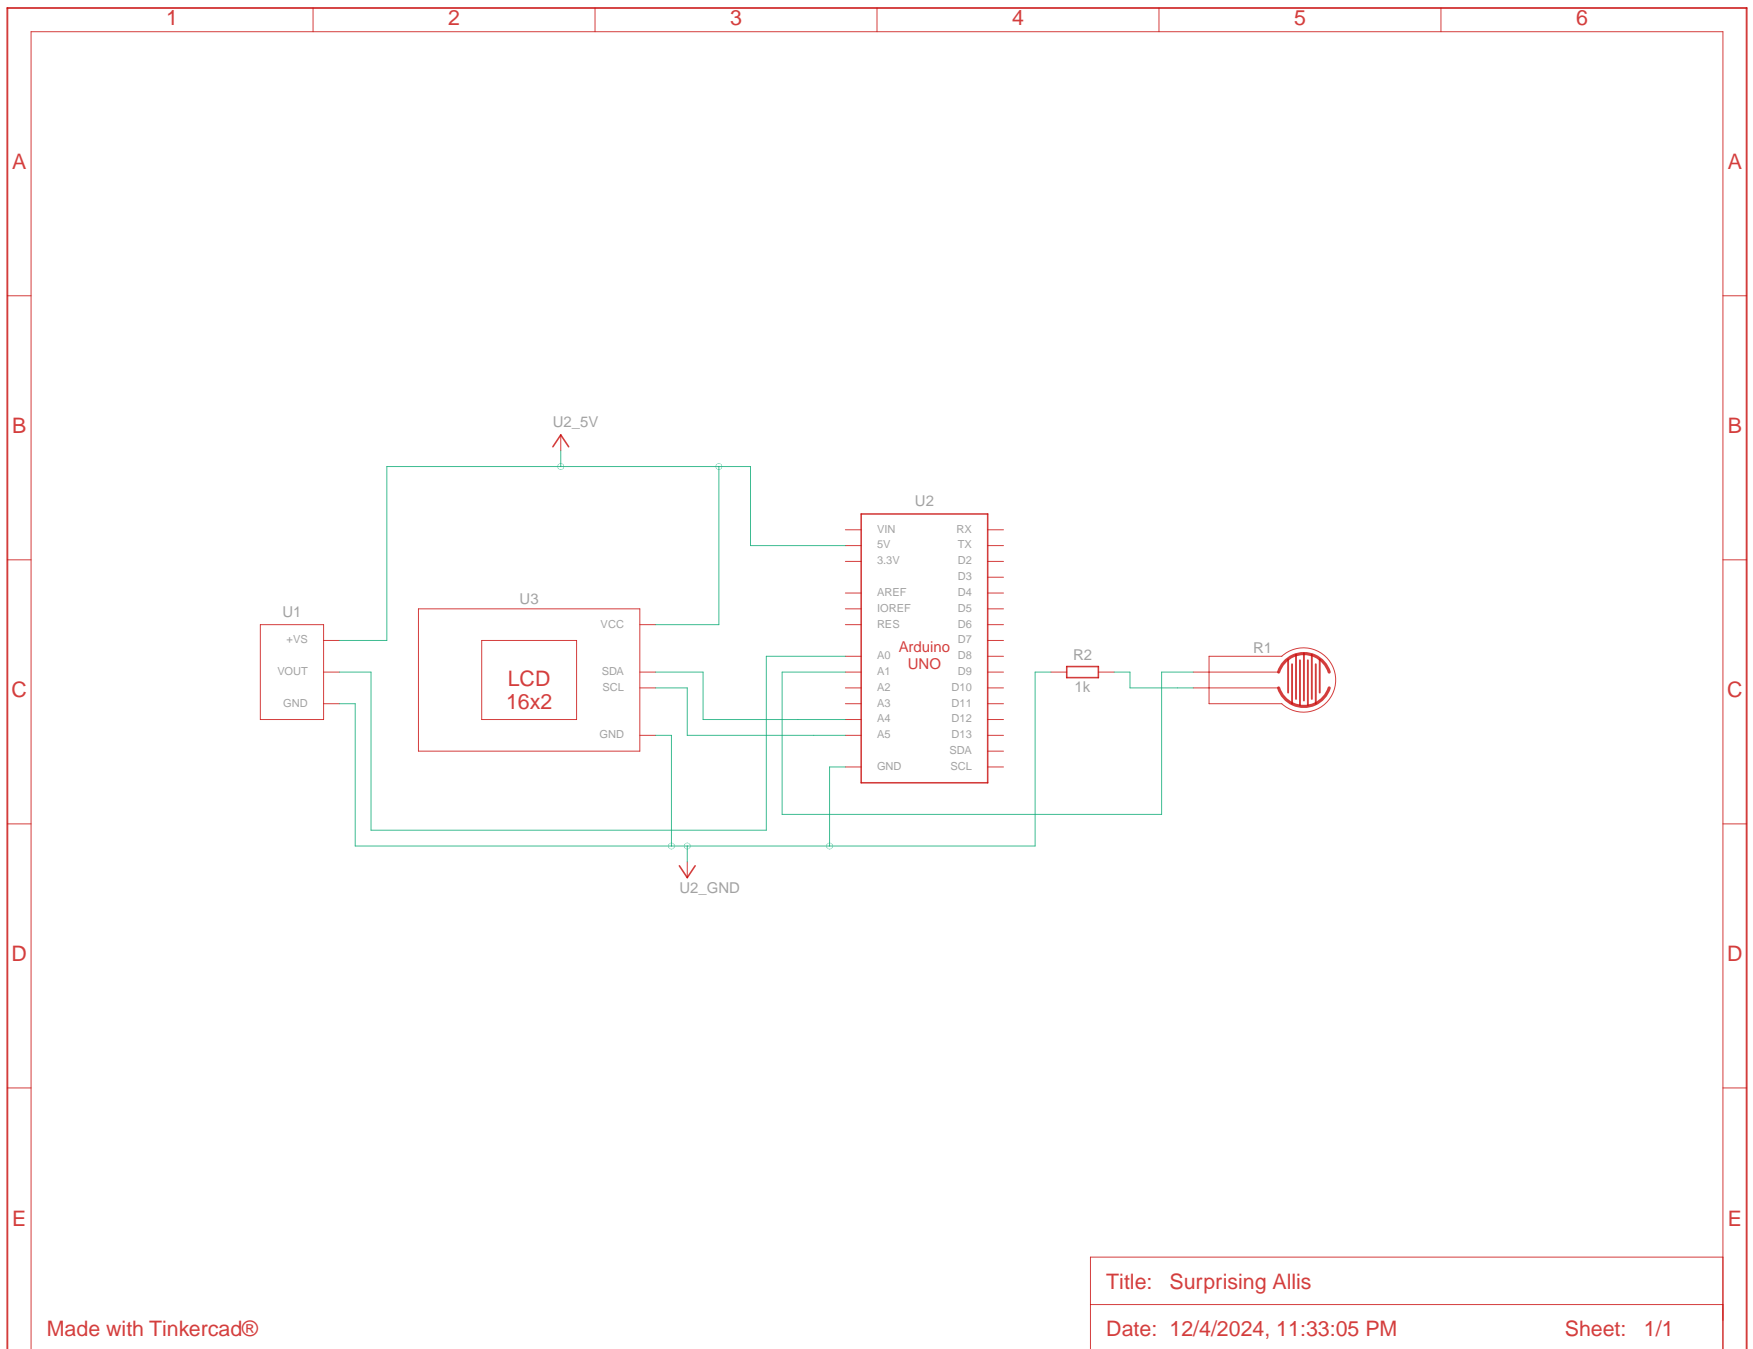 1 2 3 4 5 6
A A
B B
U2_5V
U2
VIN RX
5V TX
3.3V D2
D3
AREF D4
IOREF D5
RES D6
D7
A0 D8
A1 D9
A2 D10
A3 D11
A4 D12
A5 D13
SDA
GND SCL
Arduino
UNO
U1
+VS
VOUT
GND
U3
VCC
SDA
SCL
GND
LCD
16x2
R2
1k
R1
C C
U2_GND
D D
E E
Title: Surprising Allis
Made with Tinkercad®
Date: 12/4/2024, 11:33:05 PM Sheet: 1/1